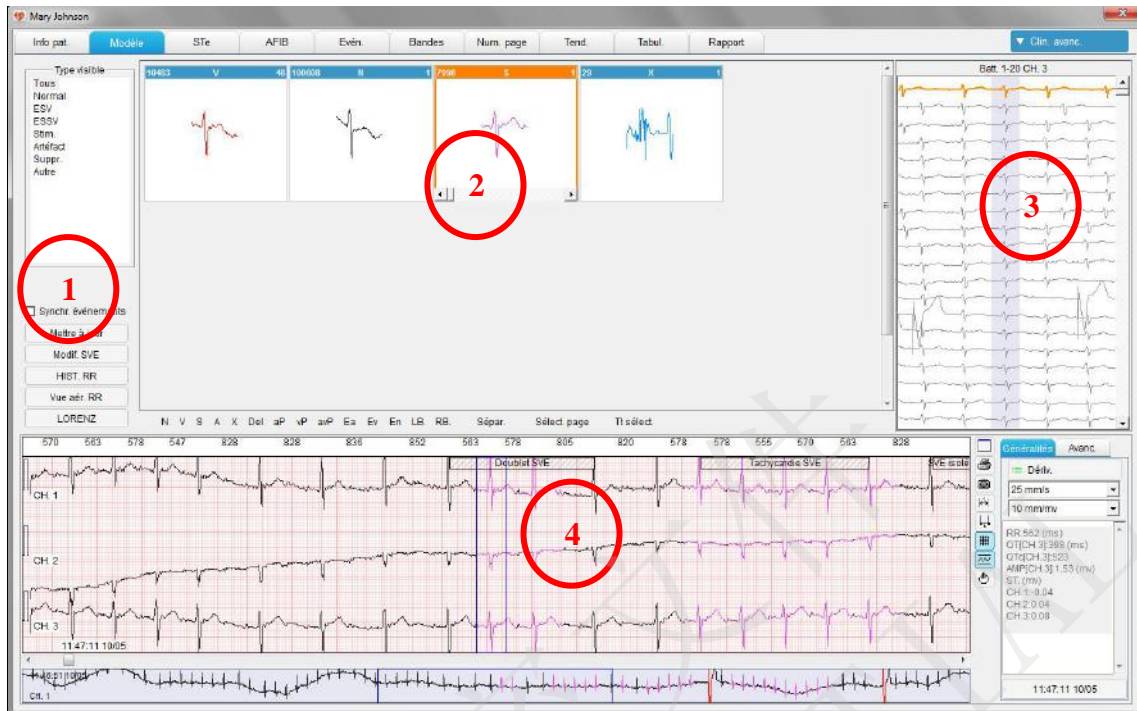 Mary Johnson
Info pat. Modèle STe AFIB Evén. Bandes Num. page Tend. Tabul. Rapport ▼ Clin. avanc.
Type visible
Tous
Normal
ESV
ESSV
Stim.
Artéfact
Suppr.
Autre
10483 V 48
100608 N 1
7998 S 1
29 X 1
Batt. 1-20 CH. 3
1
2
3
4
Synchr. événements
Mettre à jour
Modif. SVE
HIST. RR
Vue aér. RR
LORENZ
N V S A X Del aP vP avP Ea Ev En LB. RB. Sépar. Sélect. page Tt sélect.
570 563 578 547 828 828 836 852 563 578 805 820 578 578 556 570 563 828
Doublet SVE Tachycardie SVE SVE isolé
CH. 1
CH. 2
CH. 3
11:47:11 10/05
CH. 1
Généralités Avanc.
Dériv.
25 mm/s
10 mm/mv
RR:562 (ms)
QT[CH.3]:398 (ms)
QTc[CH.3]:523
AMP[CH.3]:1.53 (mv)
ST. (mv)
CH.1:-0.04
CH.2:0.04
CH.3:0.08
11:47:11 10/05